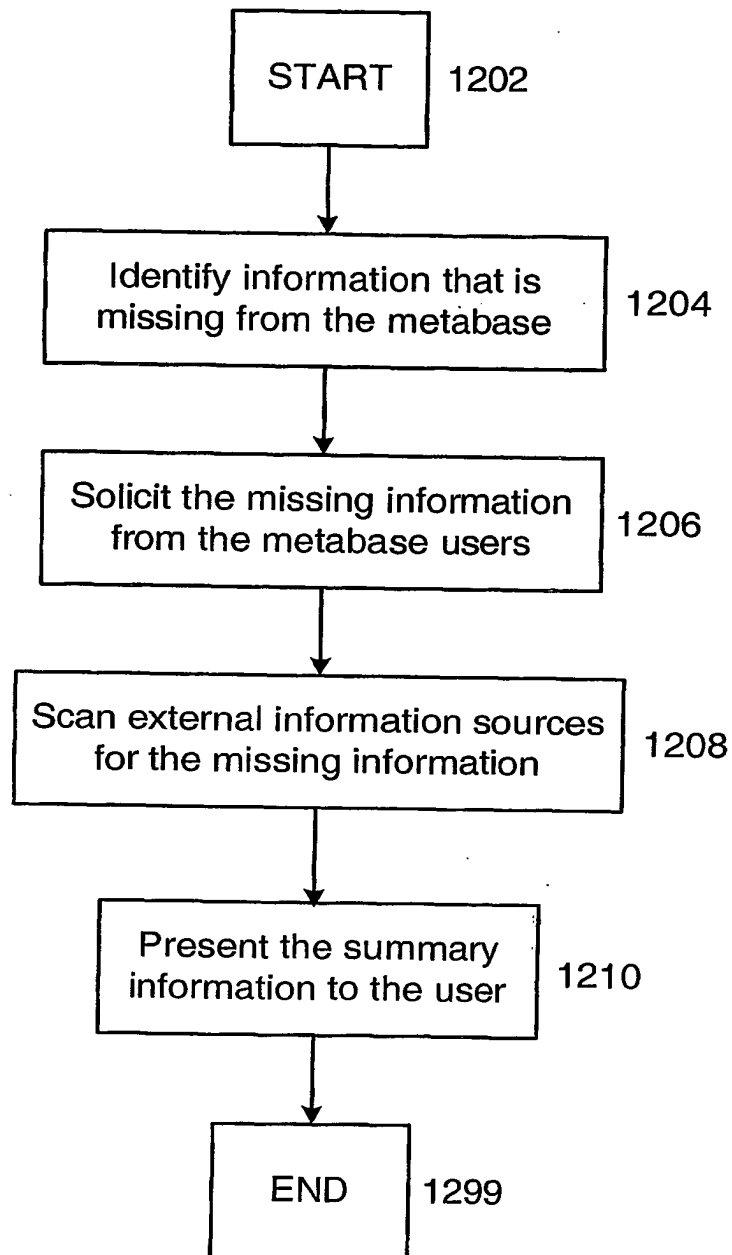 START 1202
Identify information that is
missing from the metabase
1204
Solicit the missing information
from the metabase users
1206
Scan external information sources
for the missing information
1208
Present the summary
information to the user
1210
END 1299